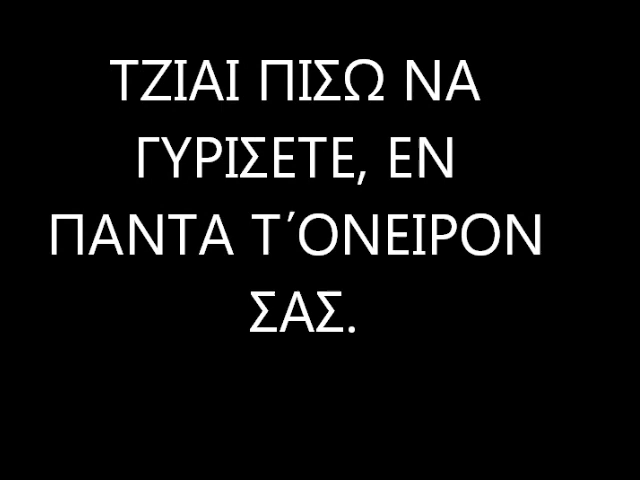 ΤΖΙΑΙ ΠΙΣΩ ΝΑ
ΓΥΡΙΣΕΤΕ, ΕΝ
ΠΑΝΤΑ Τ΄ΟΝΕΙΡΟΝ
ΣΑΣ.